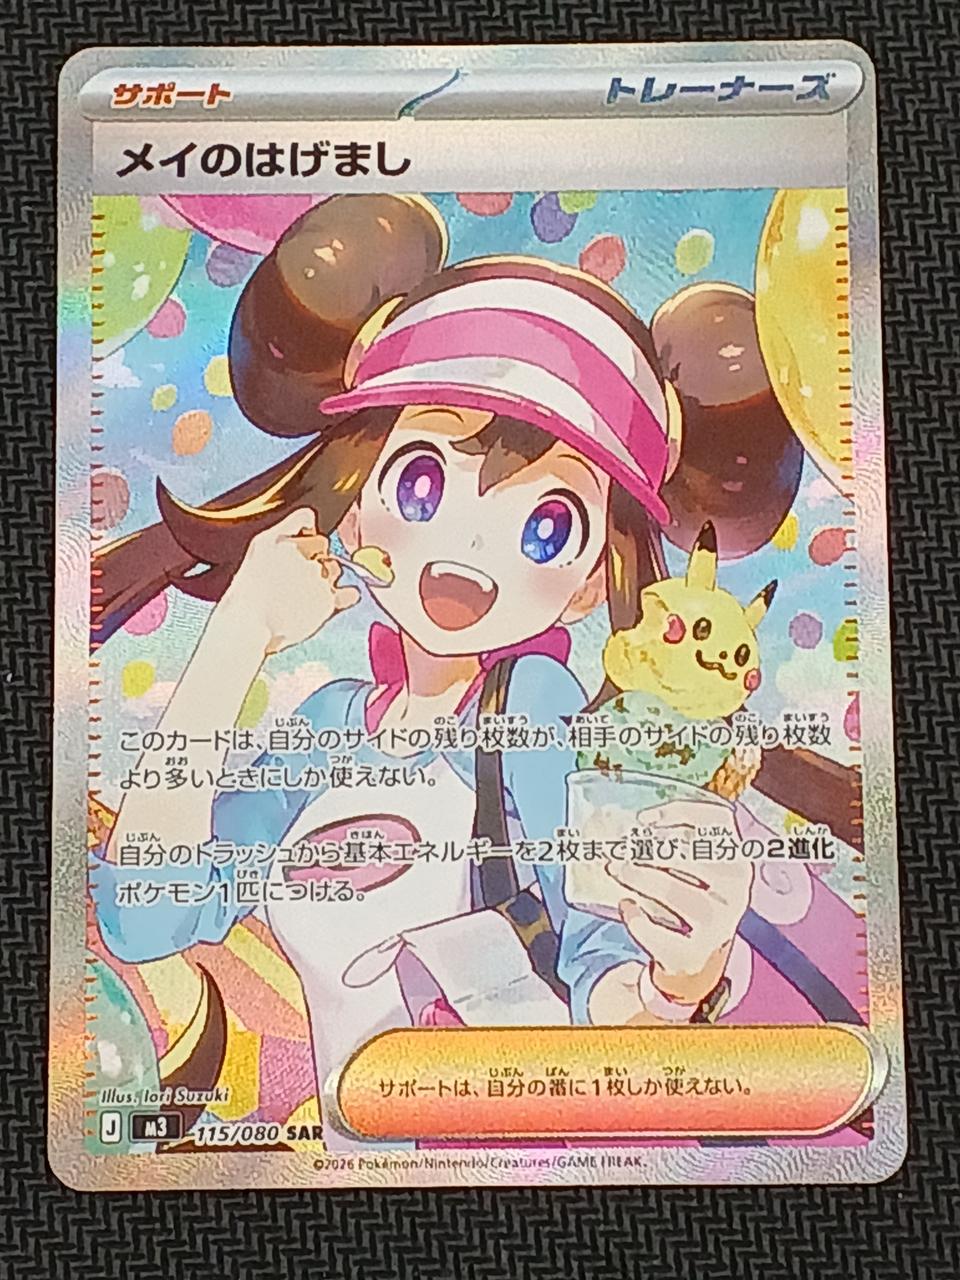 サポート
トレーナーズ
メイのはげまし
このカードは、自分のサイドの残り枚数が、相手のサイドの残り枚数
より多いときにしか使えない。
自分のトラッシュから基本エネルギーを2枚まで選び、自分の2進化
ポケモン1匹につける。
サポートは、自分の番に1枚しか使えない。
Illus. Iori Suzuki
J M3 115/080 SAR
©2026 Pokémon/Nintendo/Creatures/GAME FREAK.